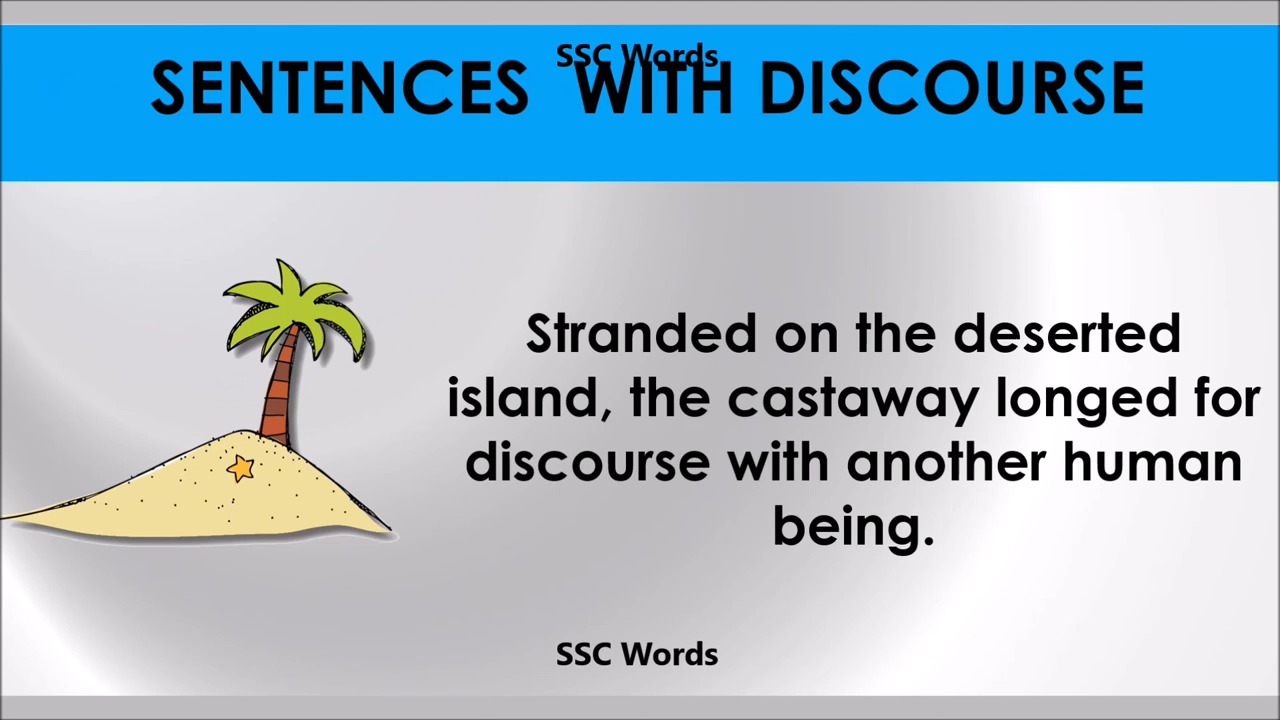 SSC Words
SENTENCES WITH DISCOURSE
Stranded on the deserted
island, the castaway longed for
discourse with another human
being.
SSC Words